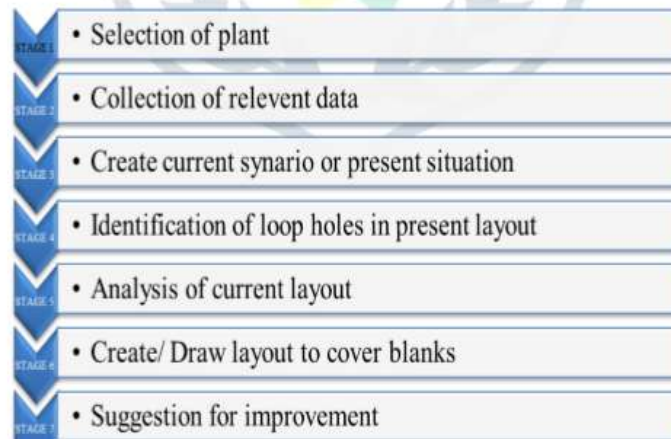 STAGE 1
• Selection of plant
STAGE 2
• Collection of relevent data
STAGE 3
• Create current synario or present situation
STAGE 4
• Identification of loop holes in present layout
STAGE 5
• Analysis of current layout
STAGE 6
• Create/ Draw layout to cover blanks
STAGE 7
• Suggestion for improvement